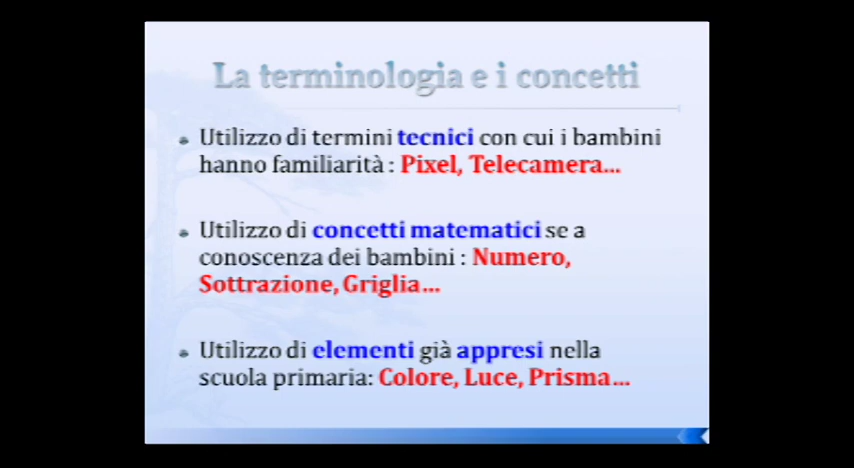 La terminologia e i concetti
Utilizzo di termini tecnici con cui i bambini
hanno familiarità : Pixel, Telecamera...
Utilizzo di concetti matematici se a
conoscenza dei bambini : Numero,
Sottrazione, Griglia...
Utilizzo di elementi già appresi nella
scuola primaria: Colore, Luce, Prisma...